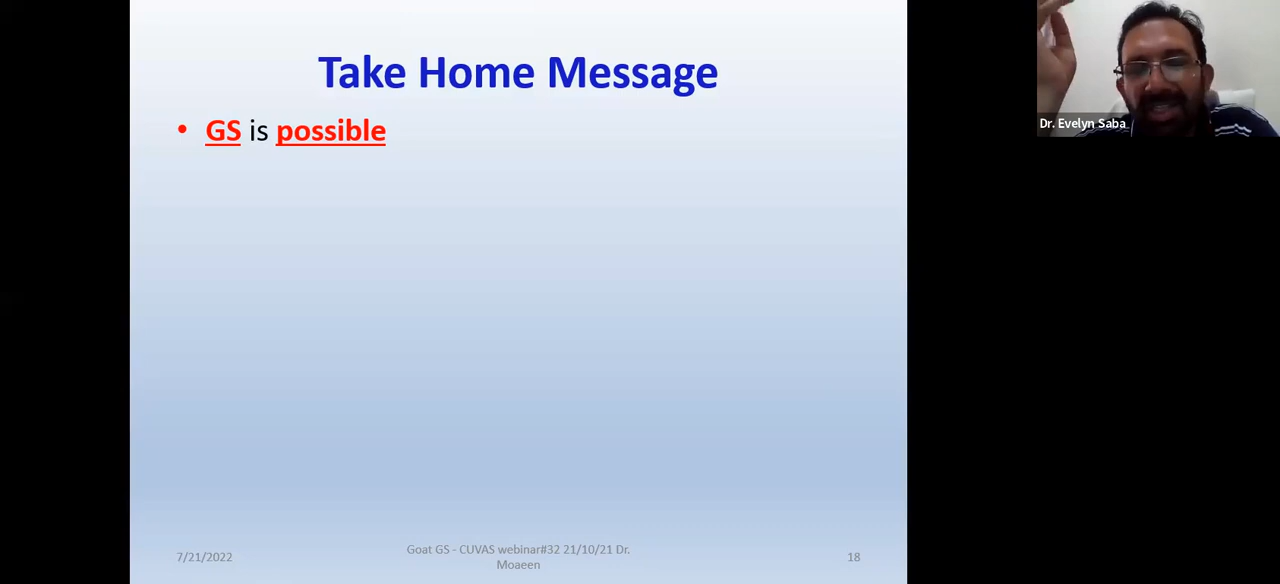 Take Home Message
• GS is possible
Dr. Evelyn Saba
7/21/2022
Goat GS - CUVAS webinar#32 21/10/21 Dr.
Moaeen
18